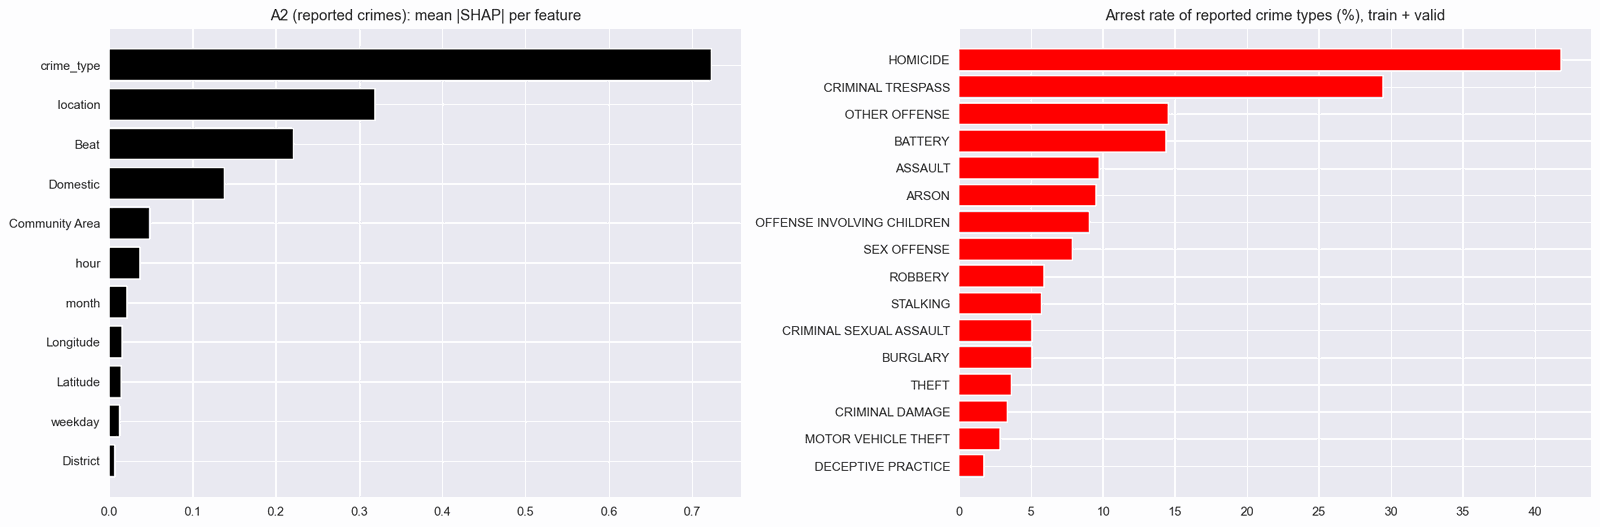 A2 (reported crimes): mean |SHAP| per feature
crime_type
location
Beat
Domestic
Community Area
hour
month
Longitude
Latitude
weekday
District
0.0 0.1 0.2 0.3 0.4 0.5 0.6 0.7
Arrest rate of reported crime types (%), train + valid
HOMICIDE
CRIMINAL TRESPASS
OTHER OFFENSE
BATTERY
ASSAULT
ARSON
OFFENSE INVOLVING CHILDREN
SEX OFFENSE
ROBBERY
STALKING
CRIMINAL SEXUAL ASSAULT
BURGLARY
THEFT
CRIMINAL DAMAGE
MOTOR VEHICLE THEFT
DECEPTIVE PRACTICE
0 5 10 15 20 25 30 35 40